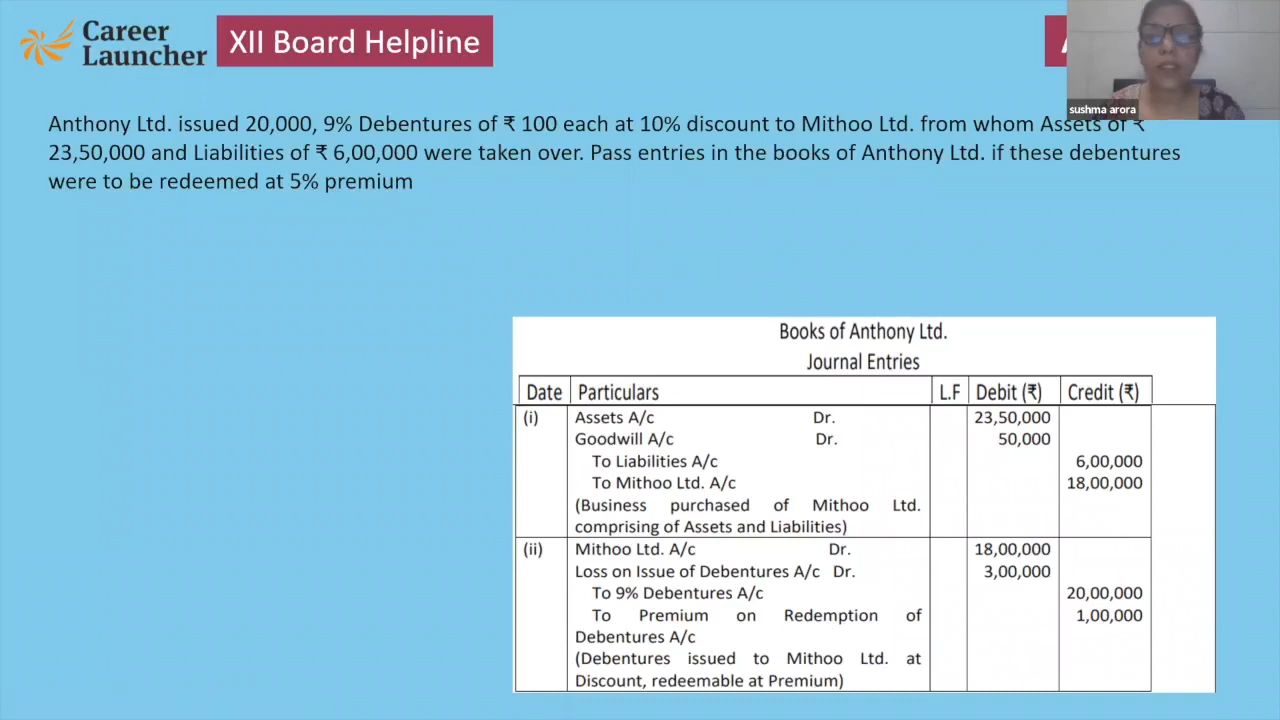 Career
Launcher
XII Board Helpline
sushma arora
Anthony Ltd. issued 20,000, 9% Debentures of ₹ 100 each at 10% discount to Mithoo Ltd. from whom Assets of ₹
23,50,000 and Liabilities of ₹ 6,00,000 were taken over. Pass entries in the books of Anthony Ltd. if these debentures
were to be redeemed at 5% premium
Books of Anthony Ltd.
Journal Entries
Date Particulars L.F Debit (₹) Credit (₹)
(i) Assets A/c Dr. 23,50,000
Goodwill A/c Dr. 50,000
To Liabilities A/c 6,00,000
To Mithoo Ltd. A/c 18,00,000
(Business purchased of Mithoo Ltd.
comprising of Assets and Liabilities)
(ii) Mithoo Ltd. A/c Dr. 18,00,000
Loss on Issue of Debentures A/c Dr. 3,00,000
To 9% Debentures A/c 20,00,000
To Premium on Redemption of 1,00,000
Debentures A/c
(Debentures issued to Mithoo Ltd. at
Discount, redeemable at Premium)